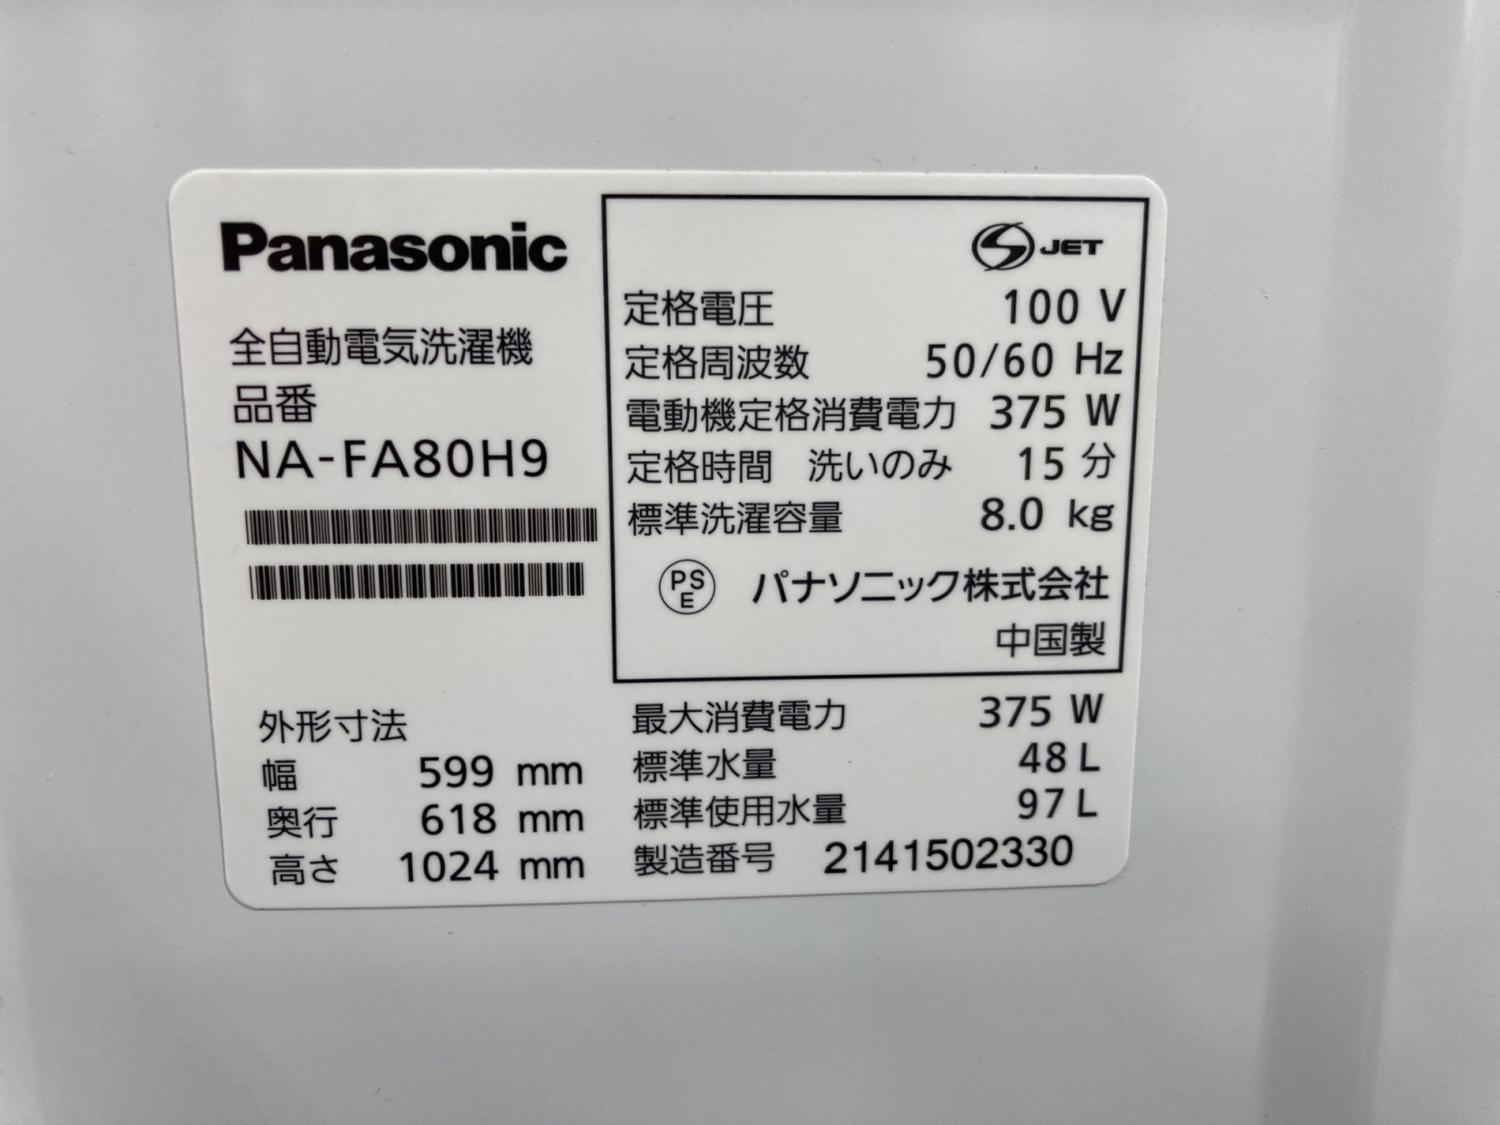 Panasonic
全自動電気洗濯機
品番
NA-FA80H9
JET
定格電圧 100 V
定格周波数 50/60 Hz
電動機定格消費電力 375 W
定格時間 洗いのみ 15 分
標準洗濯容量 8.0 kg
PS
E
パナソニック株式会社
中国製
外形寸法
幅 599 mm
奥行 618 mm
高さ 1024 mm
最大消費電力 375 W
標準水量 48 L
標準使用水量 97 L
製造番号 2141502330